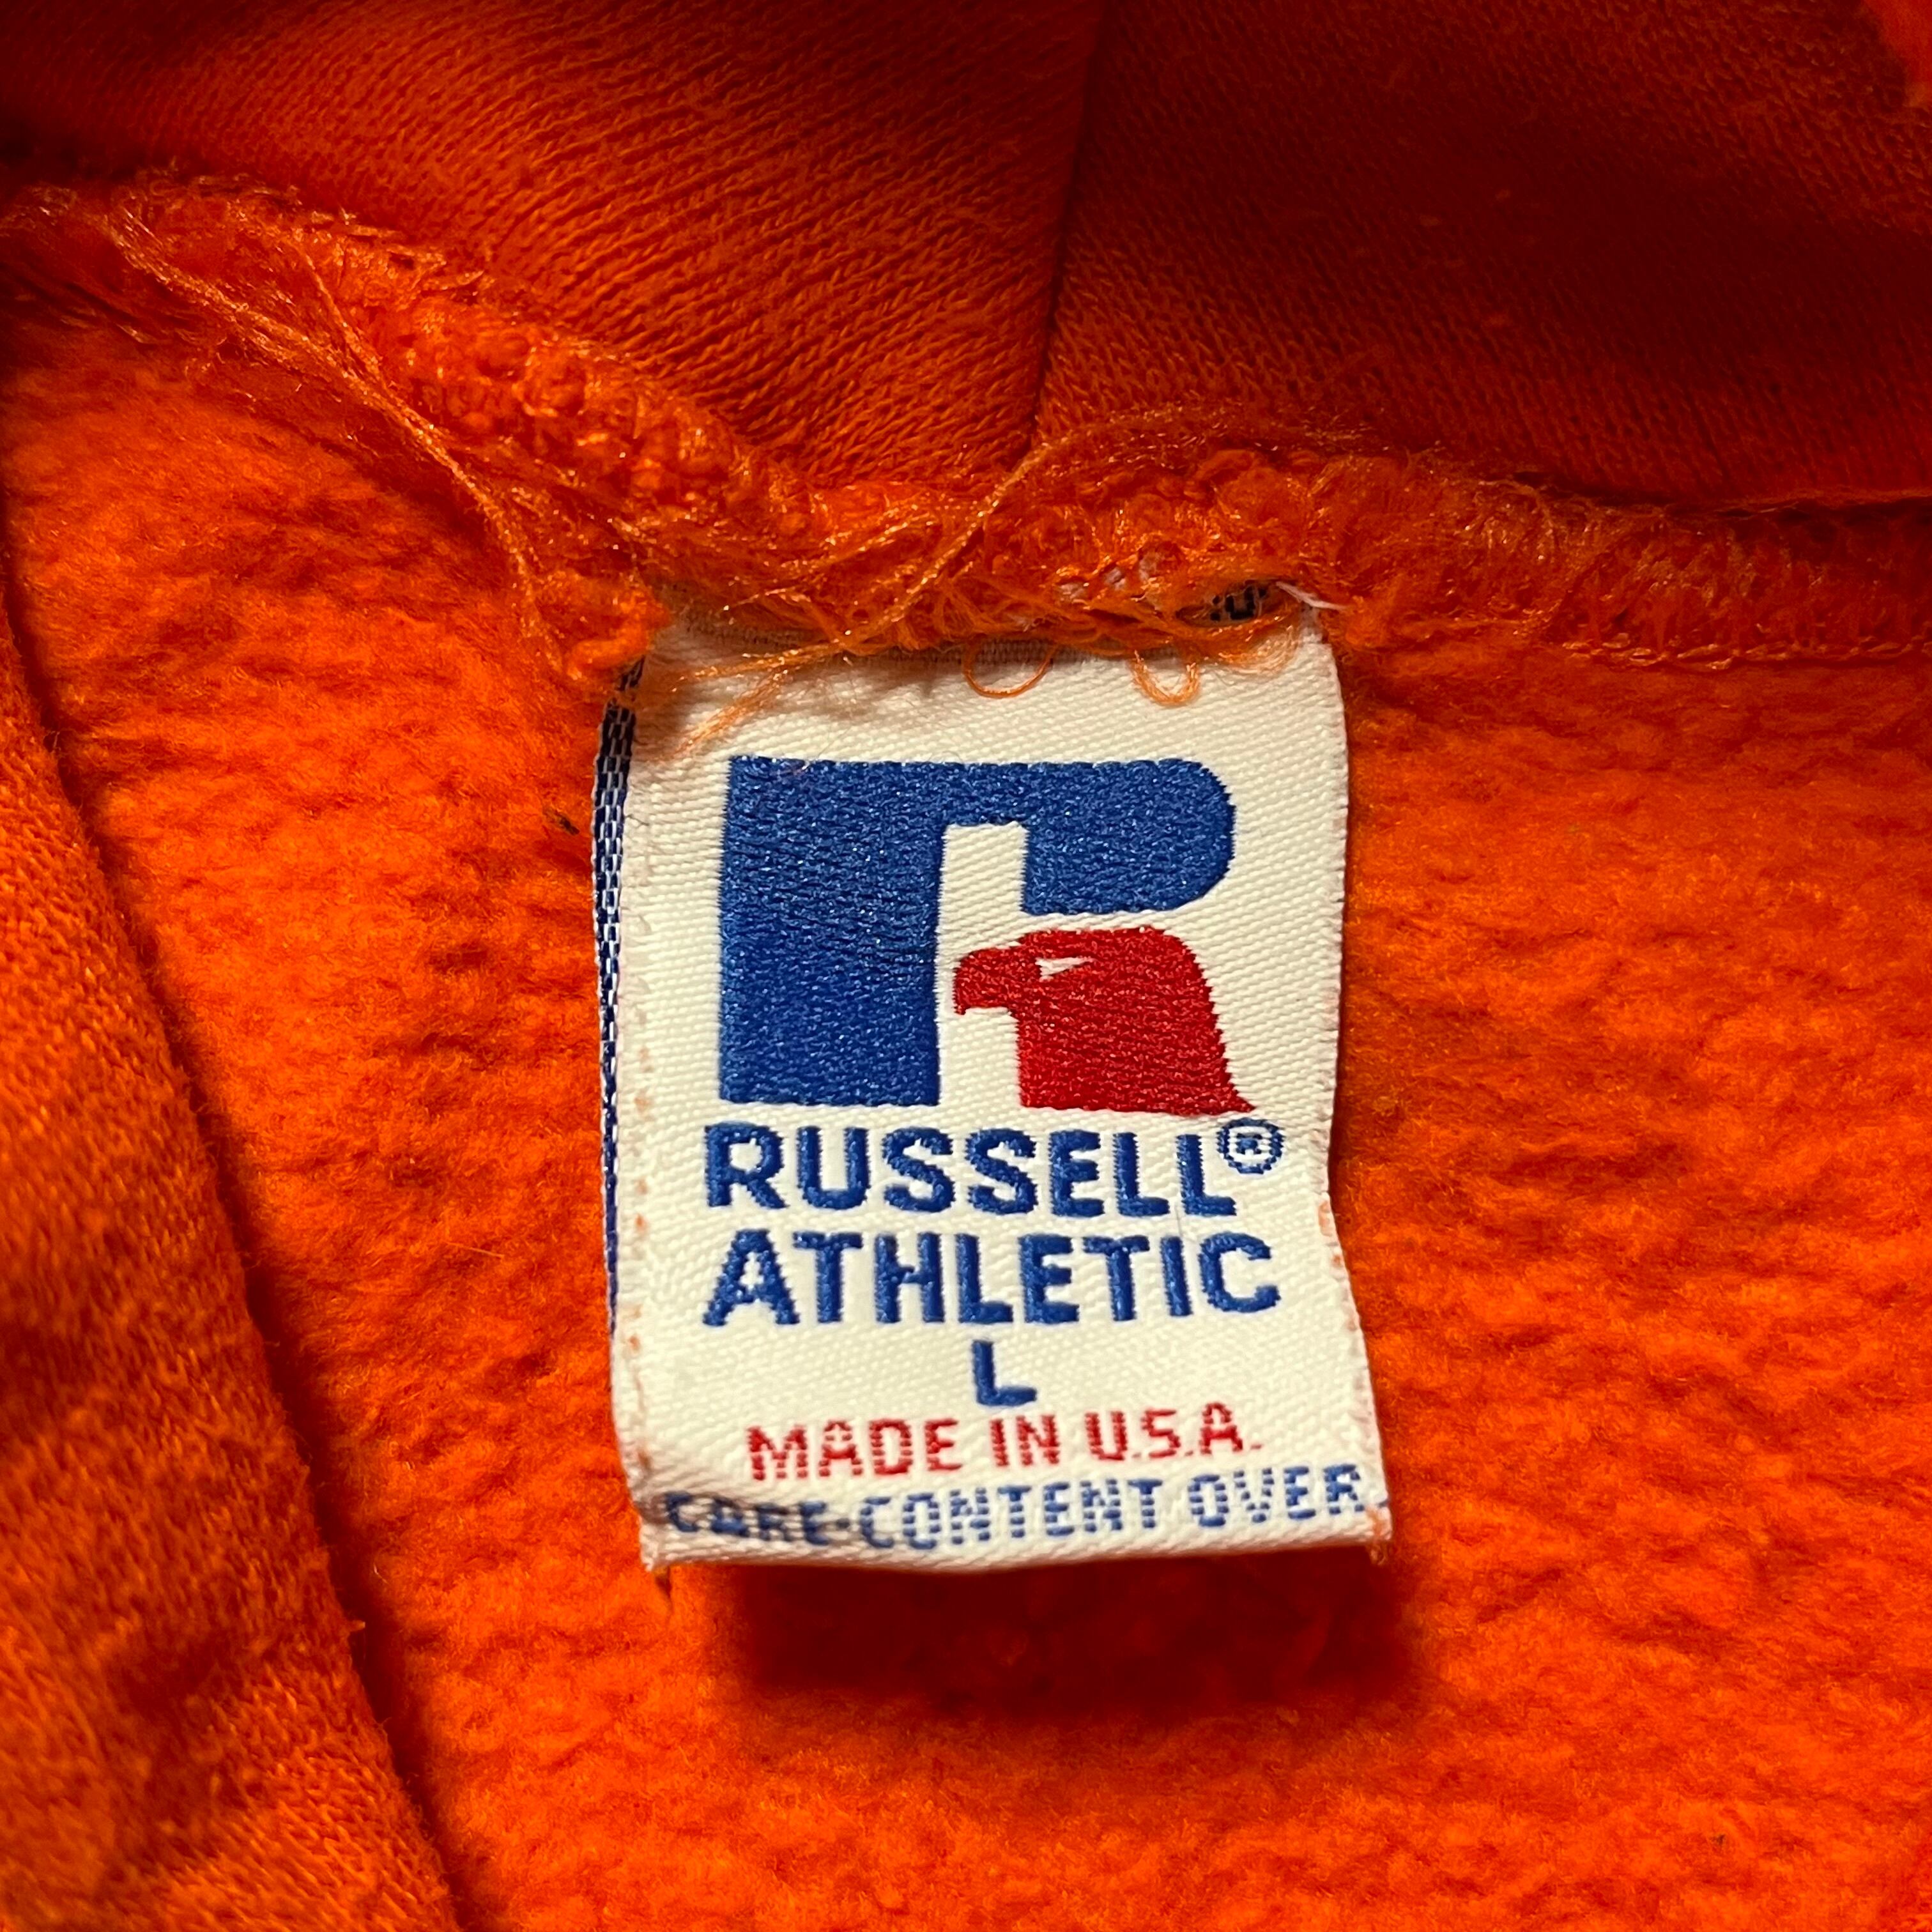 RUSSELL®
ATHLETIC
L
MADE IN U.S.A.
CARE-CONTENT OVER